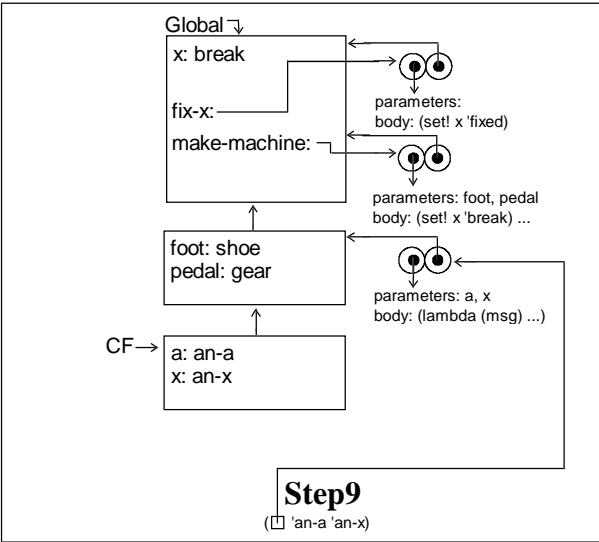 Global
x: break
fix-x:
make-machine:
parameters:
body: (set! x 'fixed)
parameters: foot, pedal
body: (set! x 'break) ...
foot: shoe
pedal: gear
parameters: a, x
body: (lambda (msg) ...)
CF
a: an-a
x: an-x
Step9
(□ 'an-a 'an-x)